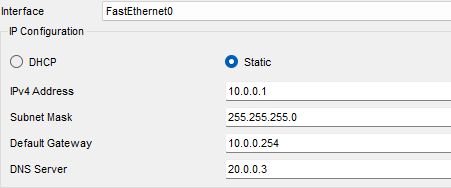 Interface FastEthernet0
IP Configuration
DHCP Static
IPv4 Address 10.0.0.1
Subnet Mask 255.255.255.0
Default Gateway 10.0.0.254
DNS Server 20.0.0.3